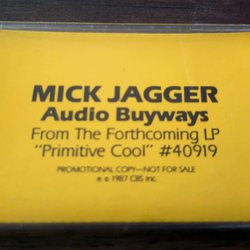 MICK JAGGER
Audio Buyways
From The Forthcoming LP
"Primitive Cool" #40919
PROMOTIONAL COPY—NOT FOR SALE
℗ © 1987 CBS Inc.